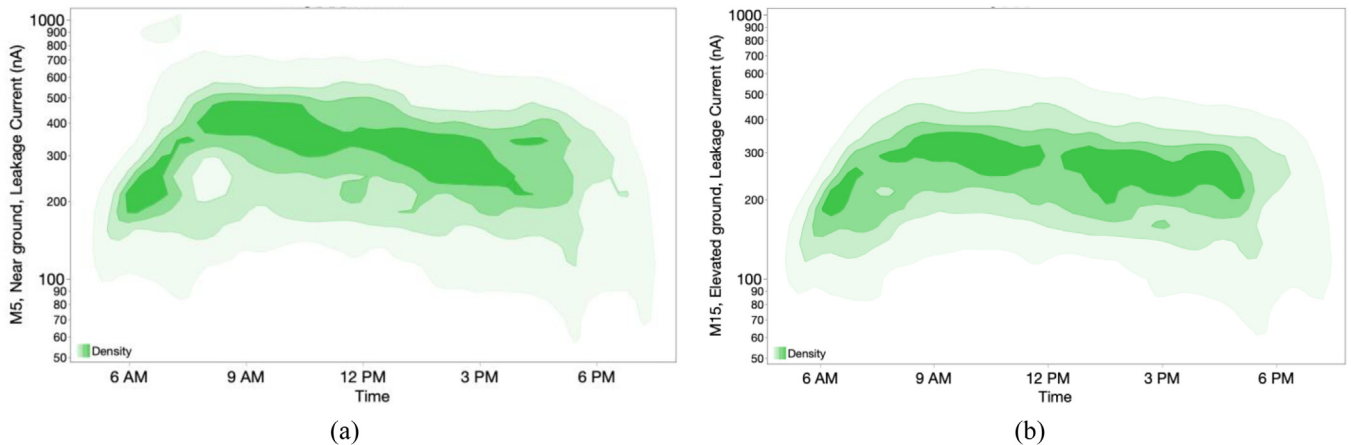 M5, Near ground, Leakage Current (nA)
1000
900
800
700
600
500
400
300
200
100
90
80
70
60
50
Density
6 AM
9 AM
12 PM
3 PM
6 PM
Time
(a)
M15, Elevated ground, Leakage Current (nA)
1000
900
800
700
600
500
400
300
200
100
90
80
70
60
50
Density
6 AM
9 AM
12 PM
3 PM
6 PM
Time
(b)